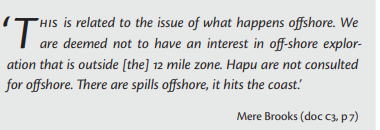 ‘THIS is related to the issue of what happens offshore. We
are deemed not to have an interest in off-shore explor-
ation that is outside [the] 12 mile zone. Hapu are not consulted
for offshore. There are spills offshore, it hits the coast.’
Mere Brooks (doc C3, p 7)